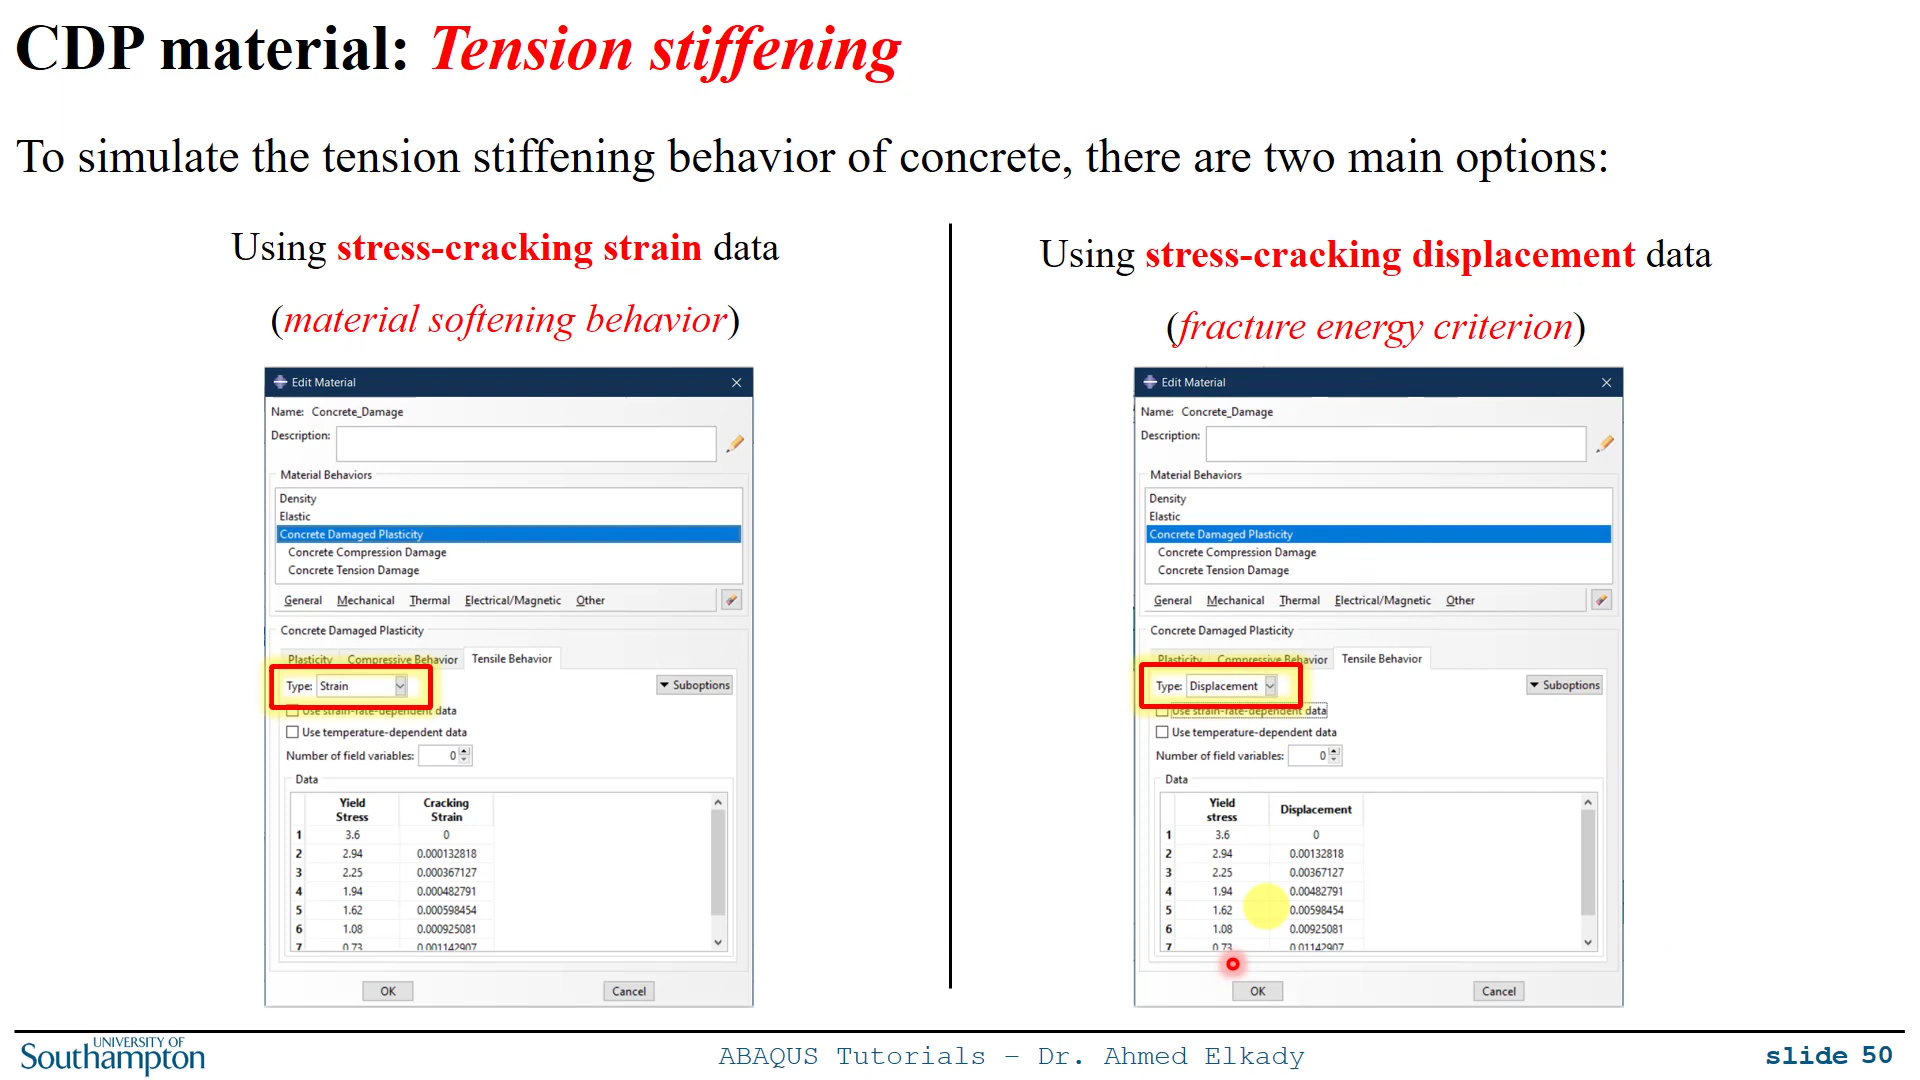 CDP material: Tension stiffening
To simulate the tension stiffening behavior of concrete, there are two main options:
Using stress-cracking strain data
(material softening behavior)
Edit Material
Name: Concrete_Damage
Description:
Material Behaviors
Density
Elastic
Concrete Damaged Plasticity
Concrete Compression Damage
Concrete Tension Damage
General Mechanical Thermal Electrical/Magnetic Other
Concrete Damaged Plasticity
Plasticity Compressive Behavior Tensile Behavior
Type: Strain Suboptions
Use strain-rate-dependent data
Use temperature-dependent data
Number of field variables: 0
Data
Yield Stress Cracking Strain
1 3.6 0
2 2.94 0.000132818
3 2.25 0.000367127
4 1.94 0.000482791
5 1.62 0.000598454
6 1.08 0.000925081
7 0.73 0.001142907
OK Cancel
Using stress-cracking displacement data
(fracture energy criterion)
Edit Material
Name: Concrete_Damage
Description:
Material Behaviors
Density
Elastic
Concrete Damaged Plasticity
Concrete Compression Damage
Concrete Tension Damage
General Mechanical Thermal Electrical/Magnetic Other
Concrete Damaged Plasticity
Plasticity Compressive Behavior Tensile Behavior
Type: Displacement Suboptions
Use strain-rate-dependent data
Use temperature-dependent data
Number of field variables: 0
Data
Yield stress Displacement
1 3.6 0
2 2.94 0.00132818
3 2.25 0.00367127
4 1.94 0.00482791
5 1.62 0.00598454
6 1.08 0.00925081
7 0.73 0.01142907
OK Cancel
UNIVERSITY OF
Southampton
ABAQUS Tutorials – Dr. Ahmed Elkady
slide 50